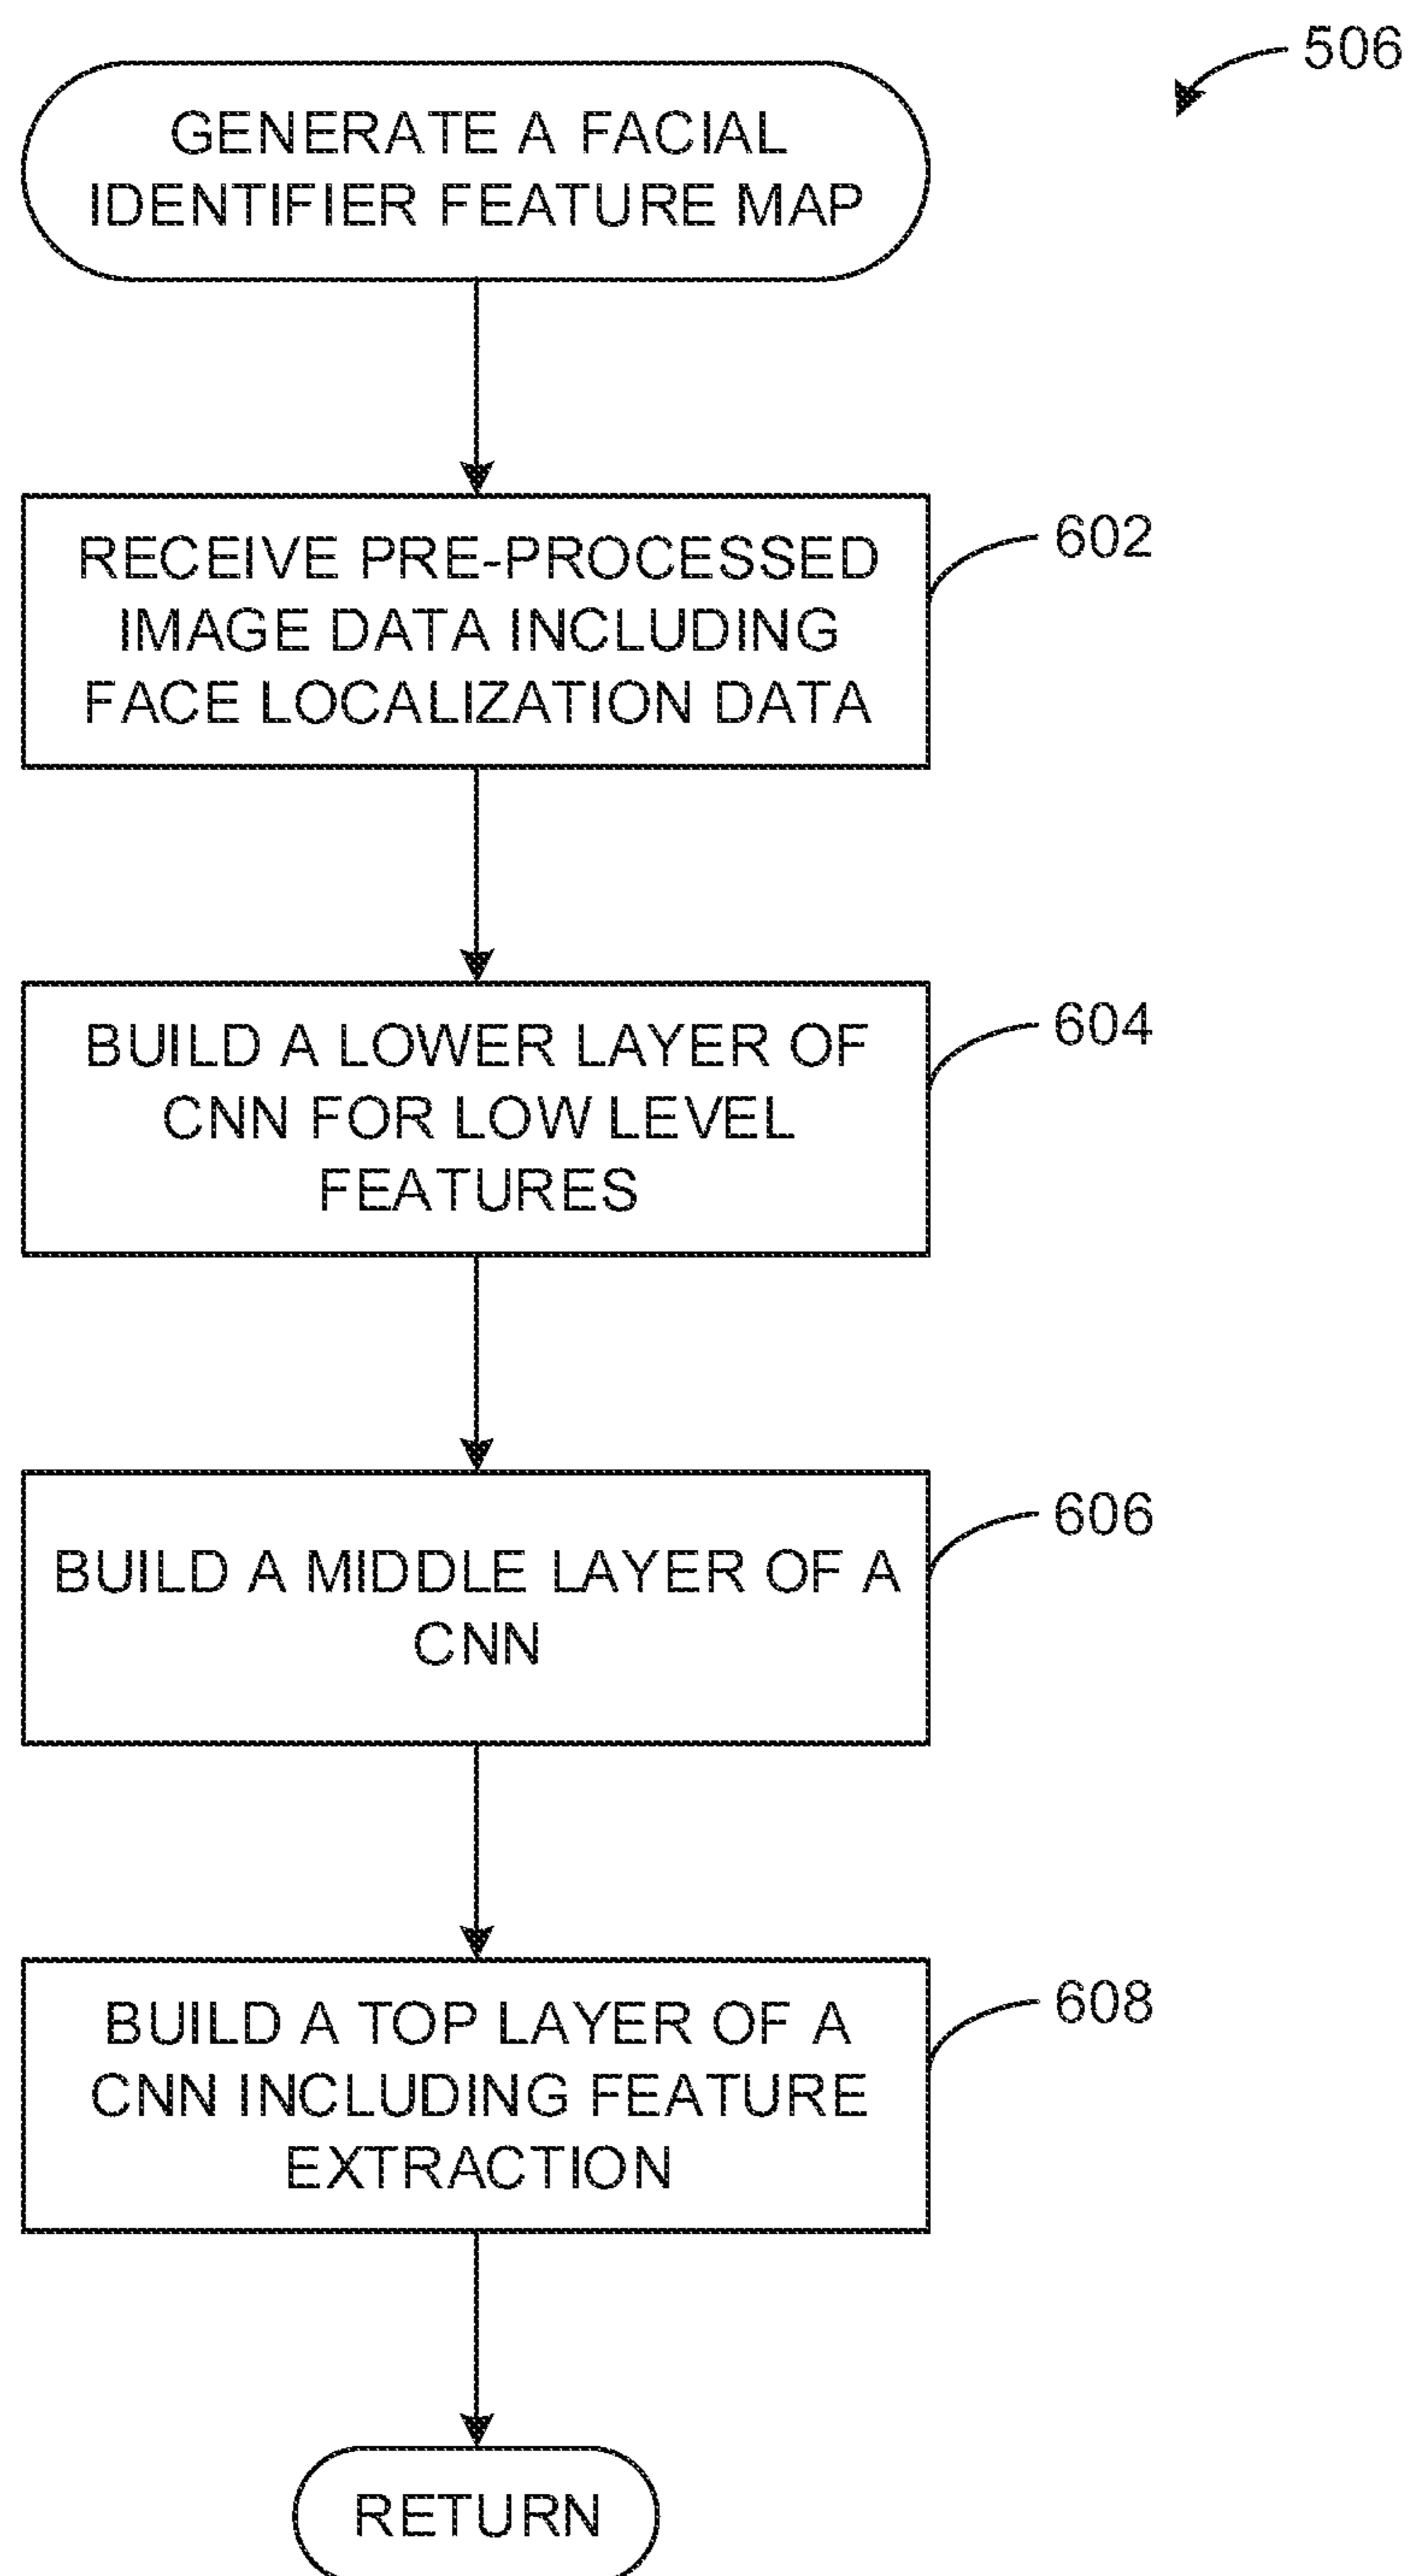 506
GENERATE A FACIAL
IDENTIFIER FEATURE MAP
602
RECEIVE PRE-PROCESSED
IMAGE DATA INCLUDING
FACE LOCALIZATION DATA
604
BUILD A LOWER LAYER OF
CNN FOR LOW LEVEL
FEATURES
606
BUILD A MIDDLE LAYER OF A
CNN
608
BUILD A TOP LAYER OF A
CNN INCLUDING FEATURE
EXTRACTION
RETURN